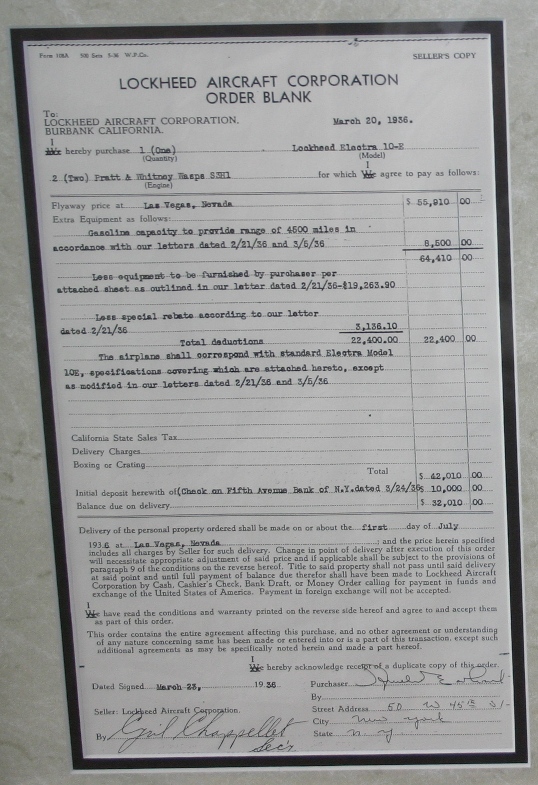 Form 108A 500 Sets 5-36 W.P.Co.
SELLER'S COPY
LOCKHEED AIRCRAFT CORPORATION
ORDER BLANK
To:
LOCKHEED AIRCRAFT CORPORATION,
BURBANK CALIFORNIA.
March 20, 1936.
I
We hereby purchase 1 (One) Lockheed Electra 10-E
(Quantity) (Model)
I
2 (Two) Pratt & Whitney Wasps S3H1 for which We agree to pay as follows:
(Engine)
Flyaway price at Las Vegas, Nevada $ 55,910 00
Extra Equipment as follows:
Gasoline capacity to provide range of 4500 miles in
accordance with our letters dated 2/21/36 and 3/5/36 8,500 00
64,410 00
Less equipment to be furnished by purchaser per
attached sheet as outlined in our letter dated 2/21/36-$19,263.90
Less special rebate according to our letter
dated 2/21/36 3,136.10
Total deductions 22,400.00 22,400 00
The airplane shall correspond with standard Electra Model
10E, specifications covering which are attached hereto, except
as modified in our letters dated 2/21/36 and 3/5/36
California State Sales Tax
Delivery Charges
Boxing or Crating
Total $ 42,010 00
Initial deposit herewith of (Check on Fifth Avenue Bank of N.Y. dated 3/24/36 $ 10,000 00
Balance due on delivery $ 32,010 00
Delivery of the personal property ordered shall be made on or about the first day of July
1936 at Las Vegas, Nevada ; and the price herein specified
includes all charges by Seller for such delivery. Change in point of delivery after execution of this order
will necessitate appropriate adjustment of said price and if applicable shall be subject to the provisions of
paragraph 9 of the conditions on the reverse hereof. Title to said property shall not pass until said delivery
at said point and until full payment of balance due therefor shall have been made to Lockheed Aircraft
Corporation by Cash, Cashier's Check, Bank Draft, or Money Order calling for payment in funds and
exchange of the United States of America. Payment in foreign exchange will not be accepted.
I
We have read the conditions and warranty printed on the reverse side hereof and agree to and accept them
as part of this order.
This order contains the entire agreement affecting this purchase, and no other agreement or understanding
of any nature concerning same has been made or entered into or is a part of this transaction, except such
additional agreements as may be specifically noted herein and made a part hereof.
I
We hereby acknowledge receipt of a duplicate copy of this order.
Dated Signed March 23, 1936 Purchaser Amelia Earhart
By
Seller: Lockheed Aircraft Corporation. Street Address 50 W 45
City New York
By Cyril Chappellet State N Y
Sec'y.